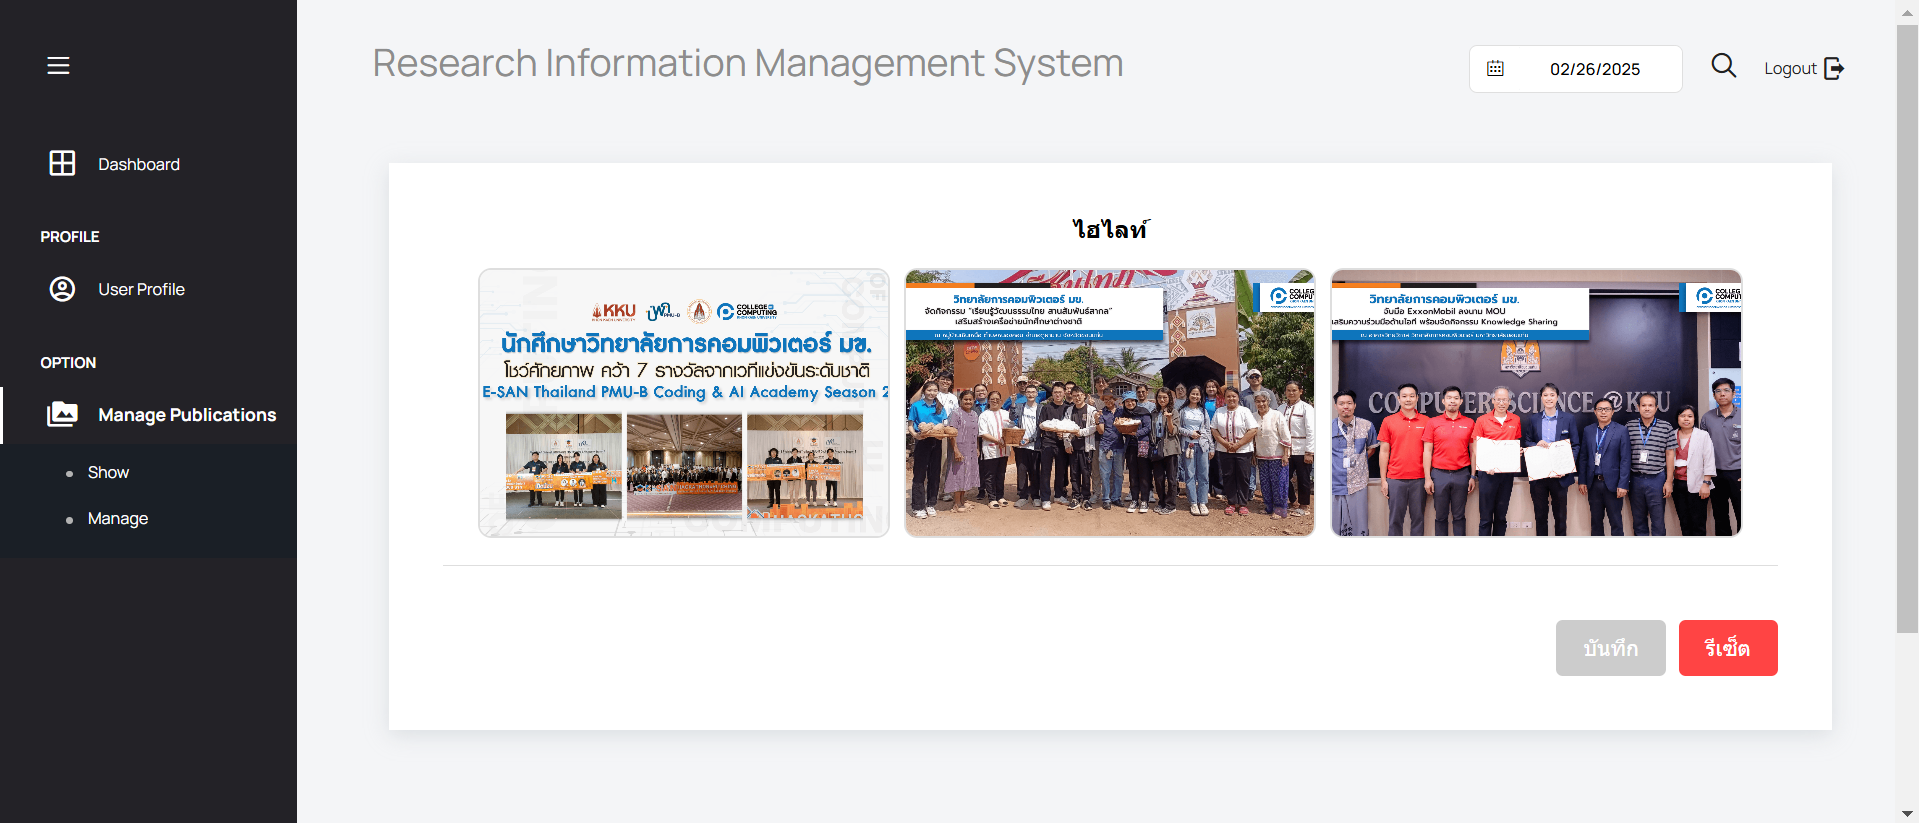 Research Information Management System
02/26/2025
Logout
Dashboard
PROFILE
User Profile
OPTION
Manage Publications
Show
Manage
ไฮไลท์
KKU
PMU-B
COLLEGE OF
COMPUTING
นักศึกษาวิทยาลัยการคอมพิวเตอร์ มข.
โชว์ศักยภาพ คว้า 7 รางวัลจากเวทีแข่งขันระดับชาติ
E-SAN Thailand PMU-B Coding & AI Academy Season 2
วิทยาลัยการคอมพิวเตอร์ มข.
จัดกิจกรรม “เรียนรู้วัฒนธรรมไทย สานสัมพันธ์สากล”
เสริมสร้างเครือข่ายนักศึกษาต่างชาติ
วิทยาลัยการคอมพิวเตอร์ มข.
จับมือ ExxonMobil ลงนาม MOU
เสริมความร่วมมือด้านไอที พร้อมจัดกิจกรรม Knowledge Sharing
COMPUTER SCIENCE @ KKU
บันทึก
รีเซ็ต